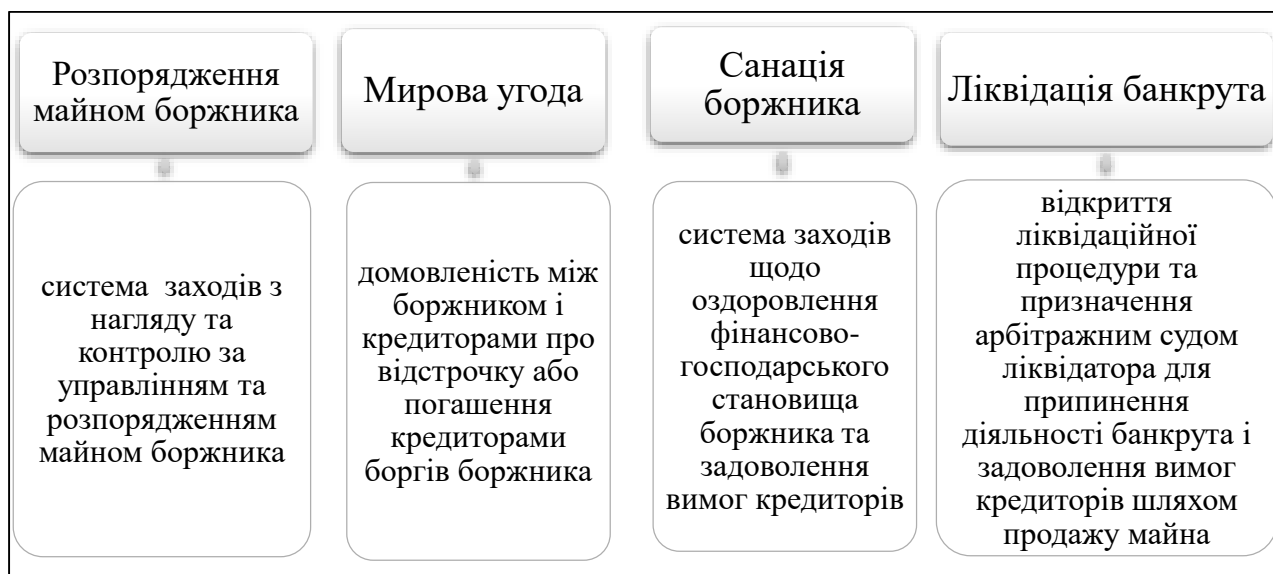 Розпорядження
майном боржника
система заходів з
нагляду та
контролю за
управлінням та
розпорядженням
майном боржника
Мирова угода
домовленість між
боржником і
кредиторами про
відстрочку або
погашення
кредиторами
боргів боржника
Санація
боржника
система заходів
щодо
оздоровлення
фінансово-
господарського
становища
боржника та
задоволення
вимог кредиторів
Ліквідація банкрута
відкриття
ліквідаційної
процедури та
призначення
арбітражним судом
ліквідатора для
припинення
діяльності банкрута і
задоволення вимог
кредиторів шляхом
продажу майна